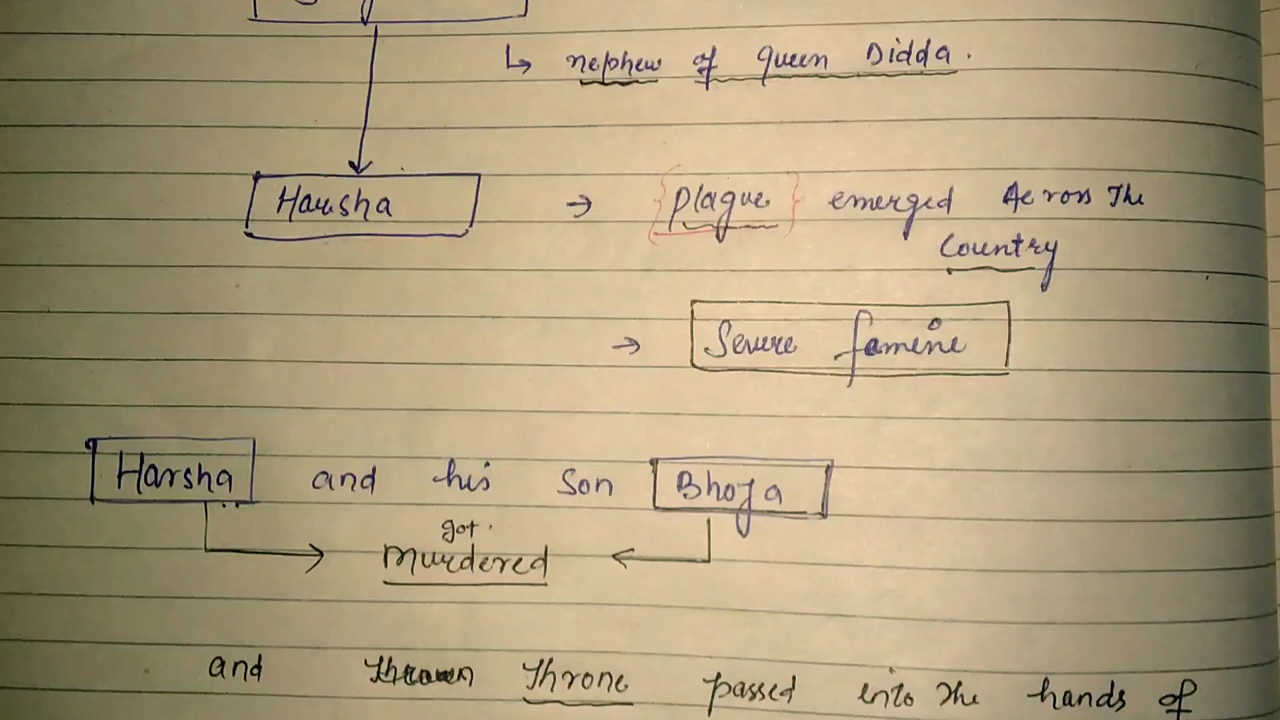 ↳ nephew of queen Didda.
Harsha → {Plague} emerged Across The
Country
→ Severe famine
Harsha and his Son Bhoja
got.
murdered
and Throne passed into The hands of